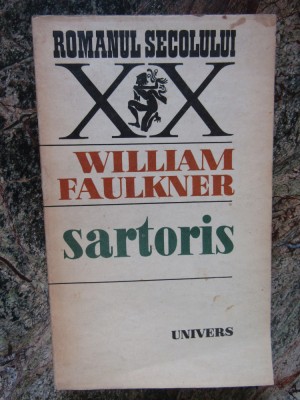 ROMANUL SECOLULUI
XX
WILLIAM
FAULKNER
sartoris
UNIVERS